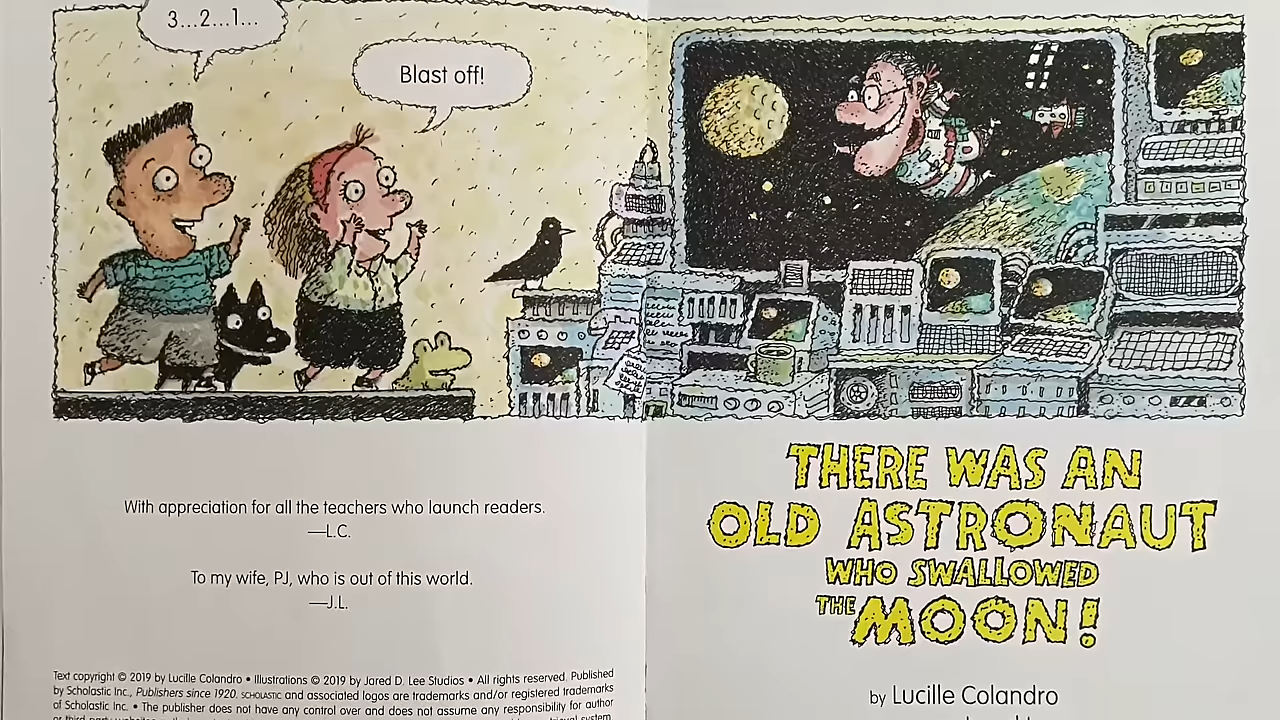 3...2...1...
Blast off!
With appreciation for all the teachers who launch readers.
—L.C.
To my wife, PJ, who is out of this world.
—J.L.
Text copyright © 2019 by Lucille Colandro • Illustrations © 2019 by Jared D. Lee Studios • All rights reserved. Published
by Scholastic Inc., Publishers since 1920. SCHOLASTIC and associated logos are trademarks and/or registered trademarks
of Scholastic Inc. • The publisher does not have any control over and does not assume any responsibility for author
THERE WAS AN
OLD ASTRONAUT
WHO SWALLOWED
THE MOON!
by Lucille Colandro